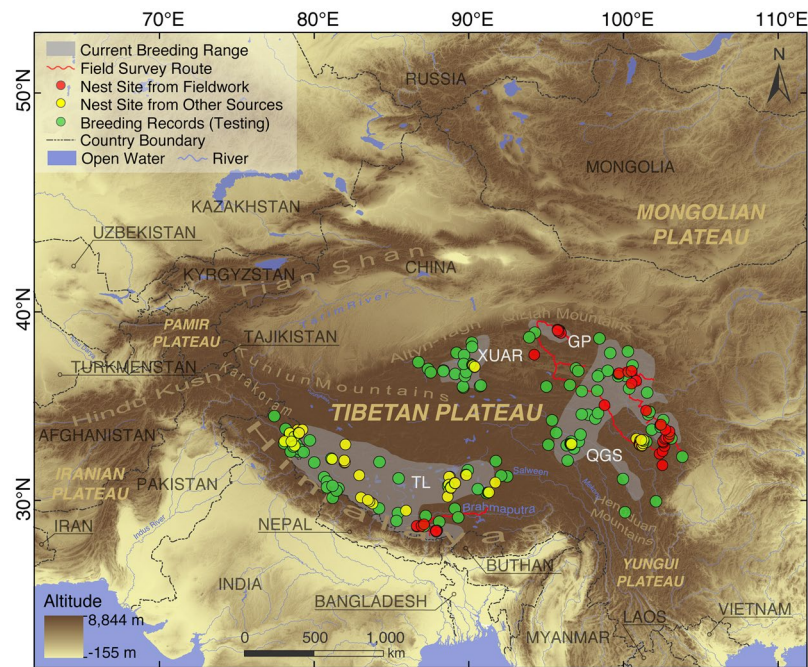 70°E 80°E 90°E 100°E 110°E
Current Breeding Range
Field Survey Route
Nest Site from Fieldwork
Nest Site from Other Sources
Breeding Records (Testing)
Country Boundary
Open Water River
N
50°N
RUSSIA
MONGOLIA
KAZAKHSTAN
MONGOLIAN
PLATEAU
UZBEKISTAN
CHINA
KYRGYZSTAN
Tian Shan
40°N
Tarim River
Qilian Mountains
PAMIR
PLATEAU
TAJIKISTAN
Altyn-Tagh
XUAR
GP
TURKMENSTAN
Kunlun Mountains
Karakoram
Hindu Kush
TIBETAN PLATEAU
AFGHANISTAN
QGS
IRANIAN
PLATEAU
PAKISTAN
TL
Salween
30°N
Himalayas
Brahmaputra
Hengduan
Mountains
IRAN
Indus River
NEPAL
BUTHAN
YUNGUI
PLATEAU
INDIA
BANGLADESH
LAOS
VIETNAM
MYANMAR
Altitude
8,844 m
-155 m
0 500 1,000
km